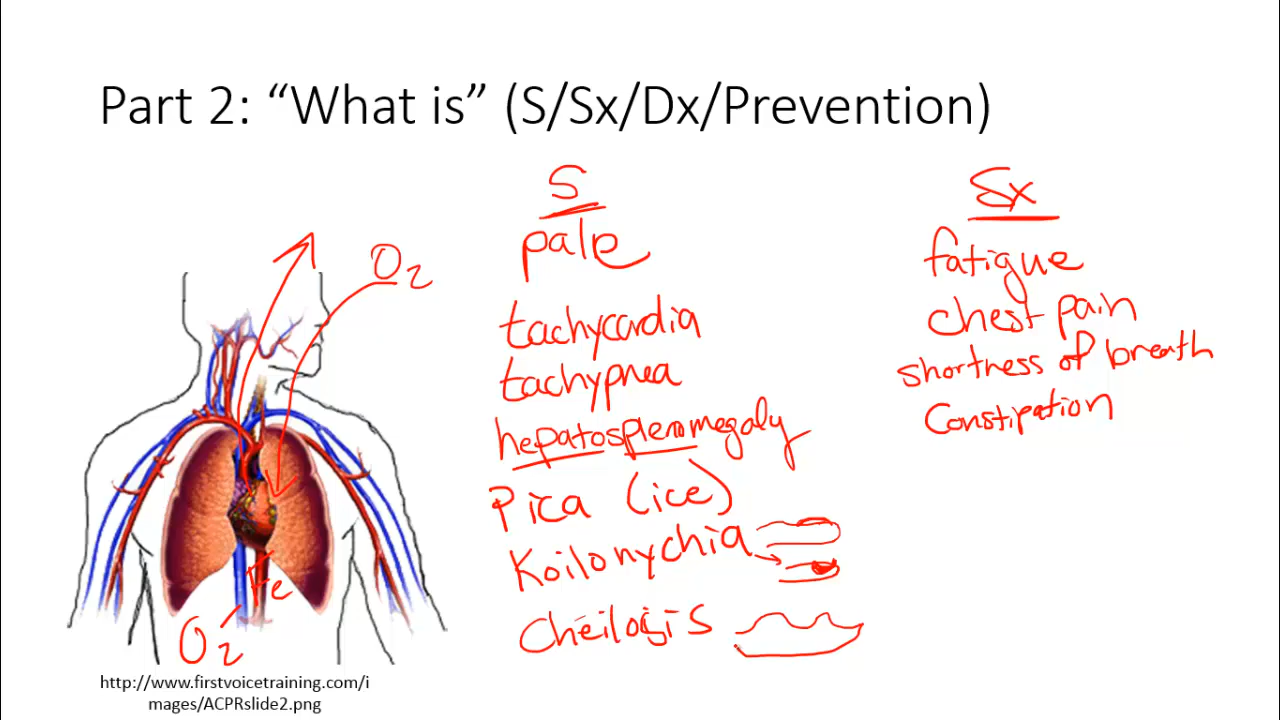 Part 2: “What is” (S/Sx/Dx/Prevention)
S
pale
tachycardia
tachypnea
hepatosplenomegaly
Pica (ice)
Koilonychia
Cheilosis
Sx
fatigue
chest pain
shortness of breath
Constipation
O2
Fe
O2
http://www.firstvoicetraining.com/i
mages/ACPRslide2.png